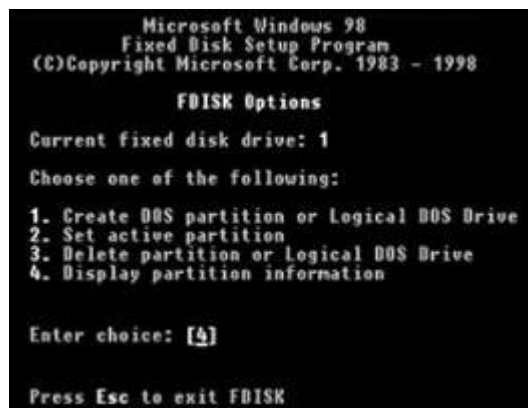 Microsoft Windows 98
Fixed Disk Setup Program
(C)Copyright Microsoft Corp. 1983 - 1998
FDISK Options
Current fixed disk drive: 1
Choose one of the following:
1. Create DOS partition or Logical DOS Drive
2. Set active partition
3. Delete partition or Logical DOS Drive
4. Display partition information
Enter choice: [4]
Press Esc to exit FDISK